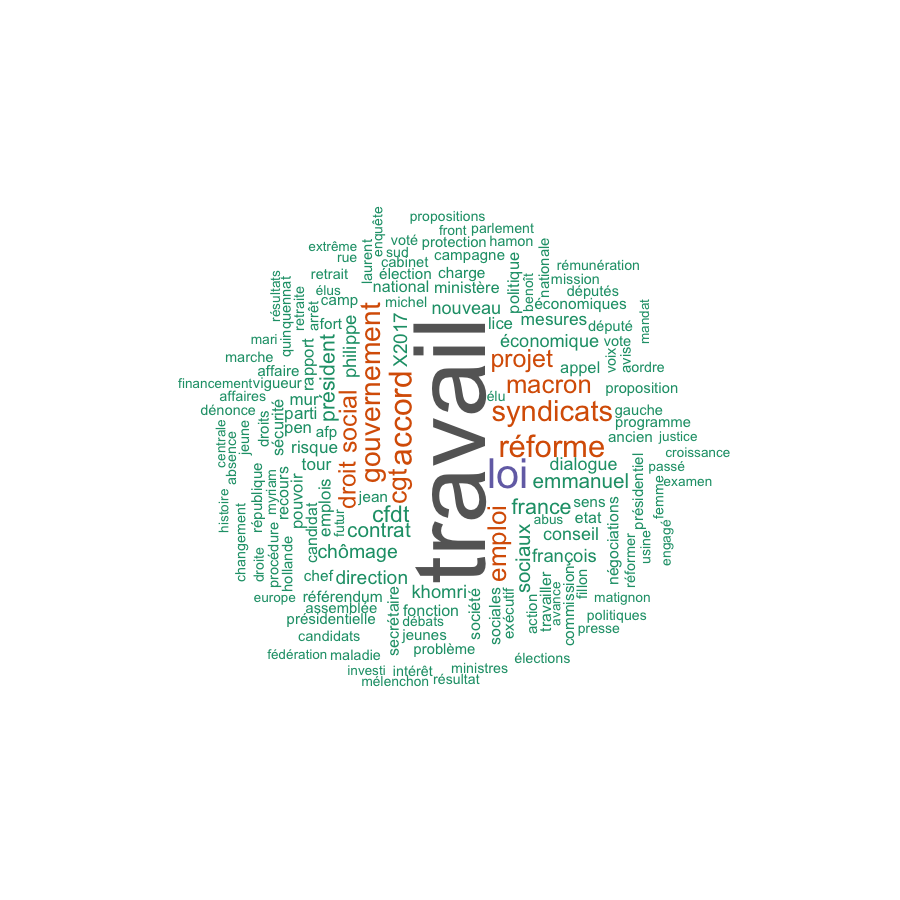 propositions
enquête
front
parlement
voté
protection
hamon
extrême
rue
laurent
sud
cabinet
campagne
nationale
rémunération
retrait
élection
charge
politique
benoît
mission
résultats
quinquennat
retraite
élus
camp
national
ministère
députés
économiques
michel
nouveau
arrêt
fort
philippe
X2017
gouvernement
travail
lice
mesures
député
mandat
mari
président
économique
vote
voix
avis
marche
rapport
projet
appel
aordre
affaire
financement
vigueur
macron
proposition
affaires
mur
droit social
accord
élu
syndicats
gauche
dénonce
parti
programme
centrale
jeune
droits
sécurité
pen
afp
réforme
ancien
justice
absence
risque
croissance
tour
cgt
loi
dialogue
passé
emmanuel
examen
histoire
république
myriam
recours
pouvoir
emplois
jean
futur
cfdt
france
sens
négociations
présidentiel
femme
abus
etat
changement
candidat
contrat
emploi
sociaux
conseil
engagé
droite
procédure
hollande
chômage
françois
réformer
usine
chef
direction
fillon
europe
référendum
khomri
travailler
matignon
assemblée
secrétaire
fonction
société
sociales
exécutif
action
avance
commission
politiques
présidentielle
débats
presse
candidats
jeunes
problème
fédération
maladie
élections
investi
intérêt
ministres
mélenchon
résultat